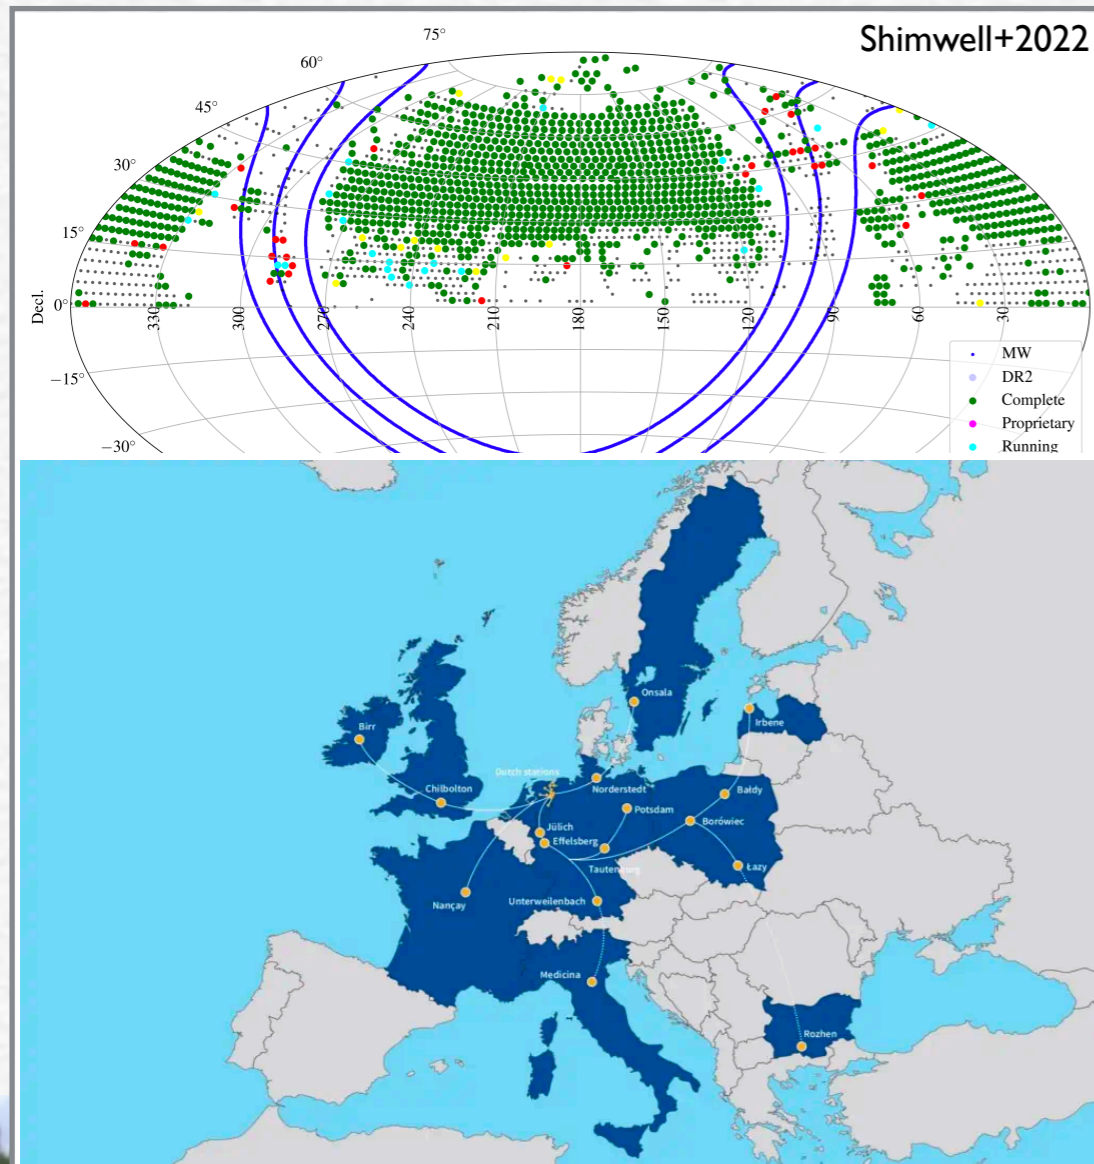 Shimwell+2022
75°
60°
45°
30°
15°
0°
−15°
−30°
Decl.
330
300
270
240
210
180
150
120
90
60
30
MW
DR2
Complete
Proprietary
Running
Onsala
Irbene
Birr
Dutch stations
Norderstedt
Chilbolton
Bałdy
Potsdam
Borówiec
Jülich
Effelsberg
Łazy
Tautenburg
Nançay
Unterweilenbach
Medicina
Rozhen